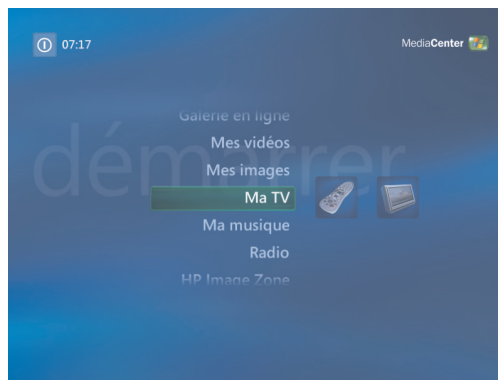 07:17
MediaCenter
démarrer
Galerie en ligne
Mes vidéos
Mes images
Ma TV
Ma musique
Radio
HP Image Zone